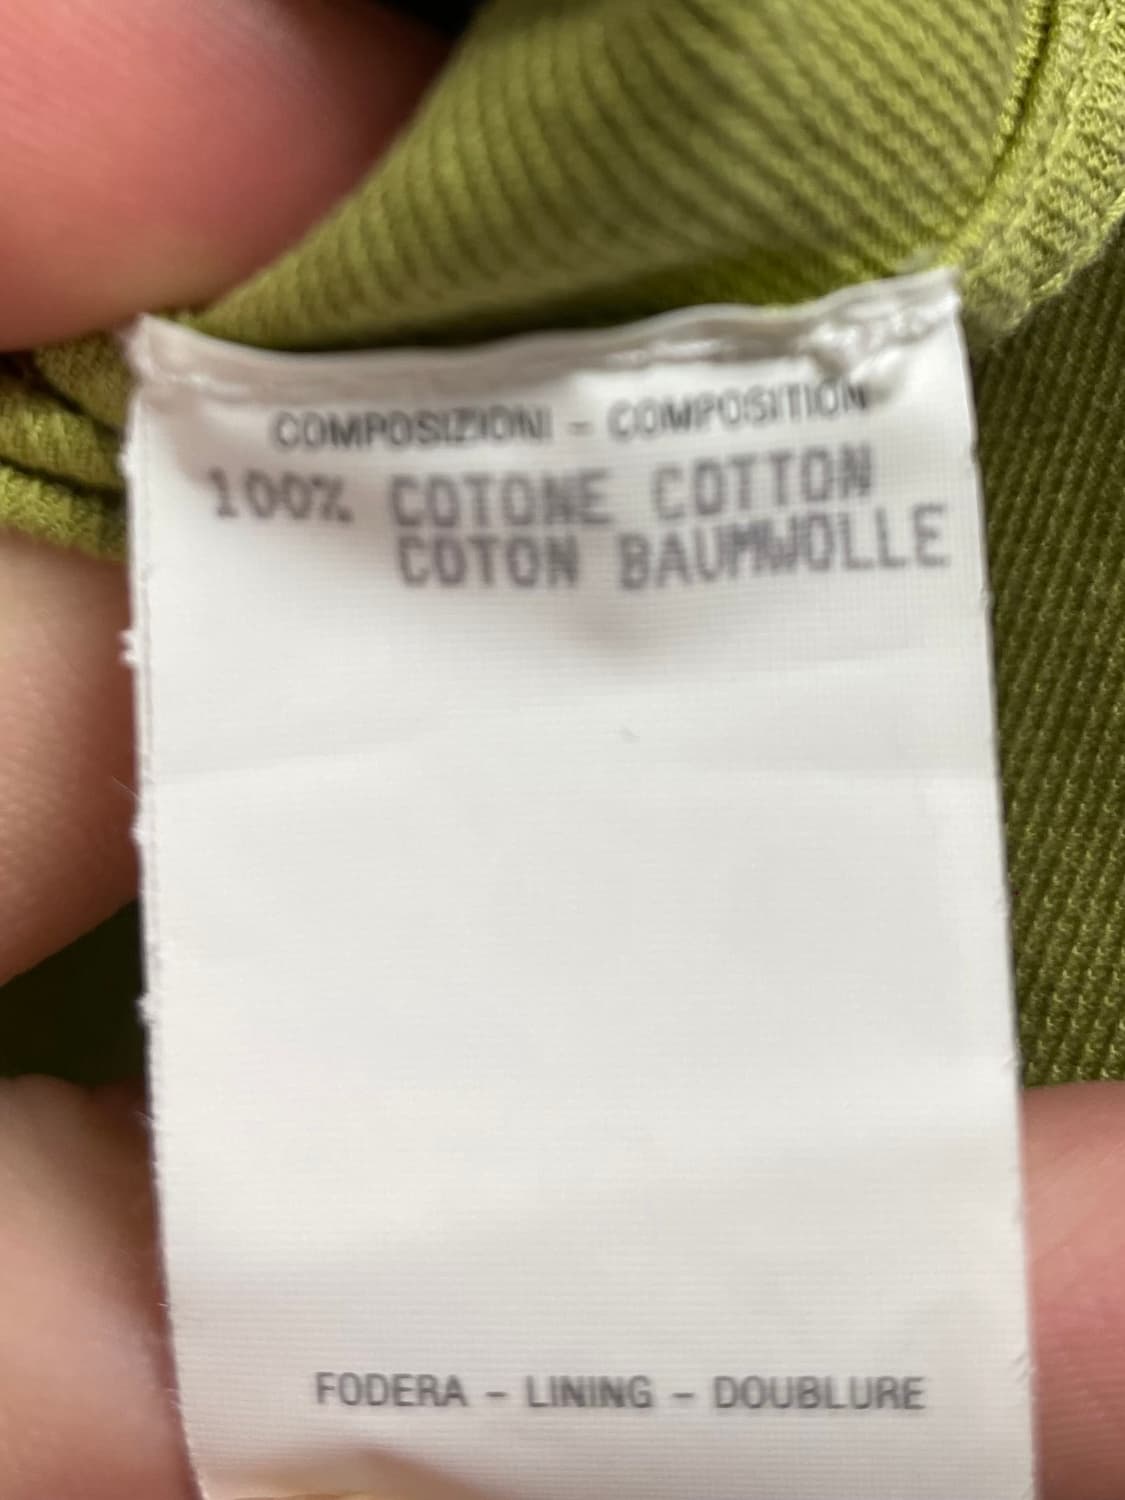 COMPOSIZIONI - COMPOSITION
100% COTONE COTTON
COTON BAUMWOLLE
FODERA - LINING - DOUBLURE